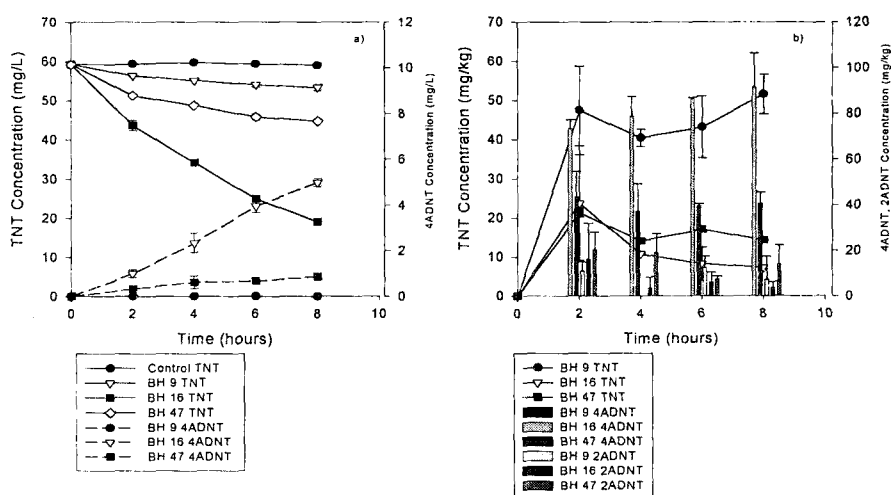 a)
TNT Concentration (mg/L)
70
60
50
40
30
20
10
0
12
10
8
6
4
2
0
4ADNT Concentration (mg/L)
0 2 4 6 8 10
Time (hours)
Control TNT
BH 9 TNT
BH 16 TNT
BH 47 TNT
BH 9 4ADNT
BH 16 4ADNT
BH 47 4ADNT
b)
TNT Concentration (mg/kg)
70
60
50
40
30
20
10
0
120
100
80
60
40
20
0
4ADNT, 2ADNT Concentration (mg/kg)
0 2 4 6 8 10
Time (hours)
BH 9 TNT
BH 16 TNT
BH 47 TNT
BH 9 4ADNT
BH 16 4ADNT
BH 47 4ADNT
BH 9 2ADNT
BH 16 2ADNT
BH 47 2ADNT